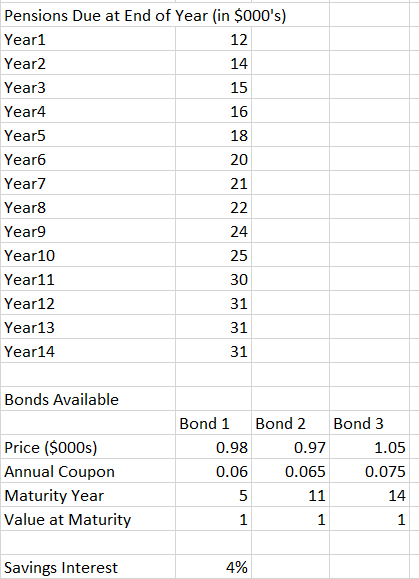 Pensions Due at End of Year (in $000's)
Year1 12
Year2 14
Year3 15
Year4 16
Year5 18
Year6 20
Year7 21
Year8 22
Year9 24
Year10 25
Year11 30
Year12 31
Year13 31
Year14 31
Bonds Available
Bond 1 Bond 2 Bond 3
Price ($000s) 0.98 0.97 1.05
Annual Coupon 0.06 0.065 0.075
Maturity Year 5 11 14
Value at Maturity 1 1 1
Savings Interest 4%